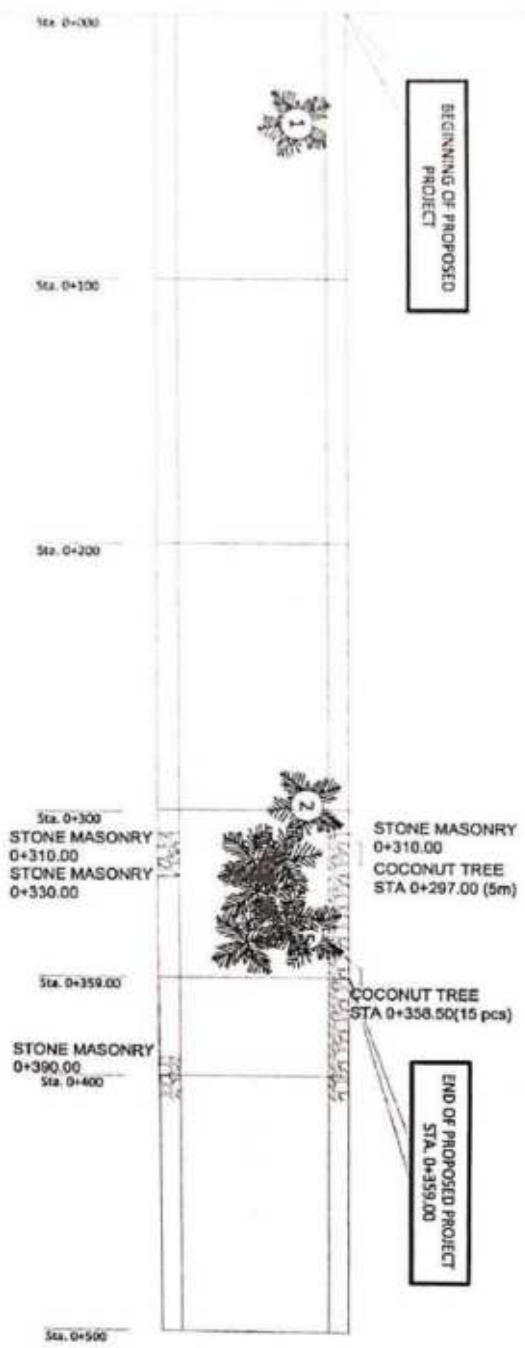 Sta. 0+000
BEGINNING OF PROPOSED
PROJECT
1
Sta. 0+100
Sta. 0+200
2
Sta. 0+300
STONE MASONRY
0+310.00
STONE MASONRY
0+330.00
STONE MASONRY
0+310.00
COCONUT TREE
STA 0+297.00 (5m)
Sta. 0+359.00
COCONUT TREE
STA 0+358.50(15 pcs)
STONE MASONRY
0+390.00
Sta. 0+400
END OF PROPOSED PROJECT
STA. 0+359.00
Sta. 0+500